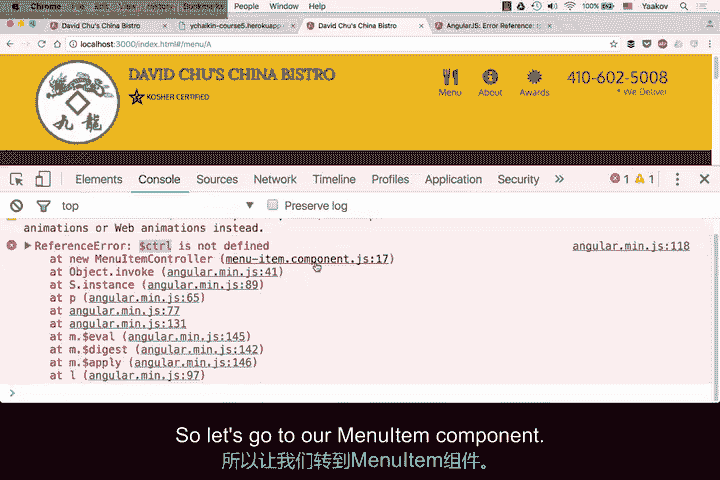 Chrome People Window Help 100% Yaakov
David Chu's China Bistro
ychaikin-course5.herokuapp
David Chu's China Bistro
AngularJS: Error Reference:
localhost:3000/index.html#/menu/A
DAVID CHU'S CHINA BISTRO
KOSHER CERTIFIED
九龍
Menu
About
Awards
410-602-5008
* We Deliver
Elements Console Sources Network Timeline Profiles Application Security » 1 1
top Preserve log
animations or Web animations instead.
ReferenceError: $ctrl is not defined angular.min.js:118
at new MenuItemController (menu-item.component.js:17)
at Object.invoke (angular.min.js:41)
at S.instance (angular.min.js:89)
at p (angular.min.js:65)
at angular.min.js:77
at angular.min.js:131
at m.$eval (angular.min.js:145)
at m.$digest (angular.min.js:142)
at m.$apply (angular.min.js:146)
at l (angular.min.js:97)
So let's go to our MenuItem component.
所以让我们转到MenuItem组件。